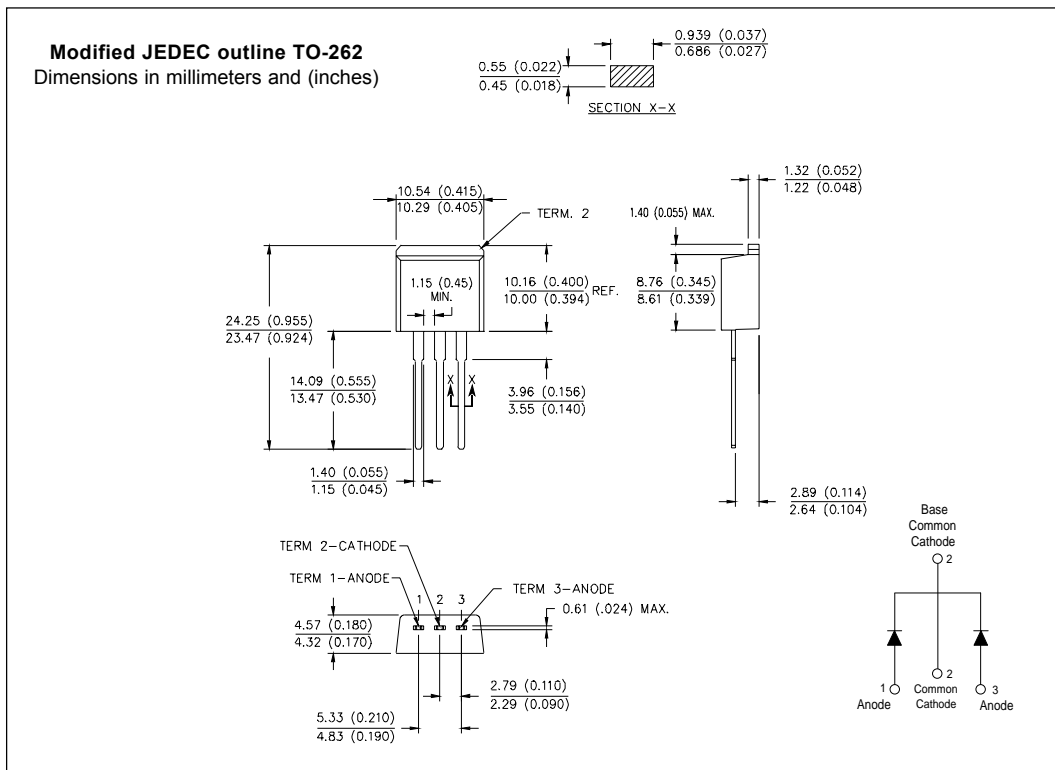 Modified JEDEC outline TO-262
Dimensions in millimeters and (inches)
0.939 (0.037)
0.686 (0.027)
0.55 (0.022)
0.45 (0.018)
SECTION X-X
10.54 (0.415)
10.29 (0.405)
TERM. 2
1.32 (0.052)
1.22 (0.048)
1.40 (0.055) MAX.
1.15 (0.45)
MIN.
10.16 (0.400)
10.00 (0.394)
REF.
8.76 (0.345)
8.61 (0.339)
24.25 (0.955)
23.47 (0.924)
14.09 (0.555)
13.47 (0.530)
X X
3.96 (0.156)
3.55 (0.140)
1.40 (0.055)
1.15 (0.045)
2.89 (0.114)
2.64 (0.104)
TERM 2-CATHODE
TERM 1-ANODE
TERM 3-ANODE
1 2 3
0.61 (.024) MAX.
4.57 (0.180)
4.32 (0.170)
2.79 (0.110)
2.29 (0.090)
5.33 (0.210)
4.83 (0.190)
Base
Common
Cathode
2
2
1
Anode
Common
Cathode
3
Anode